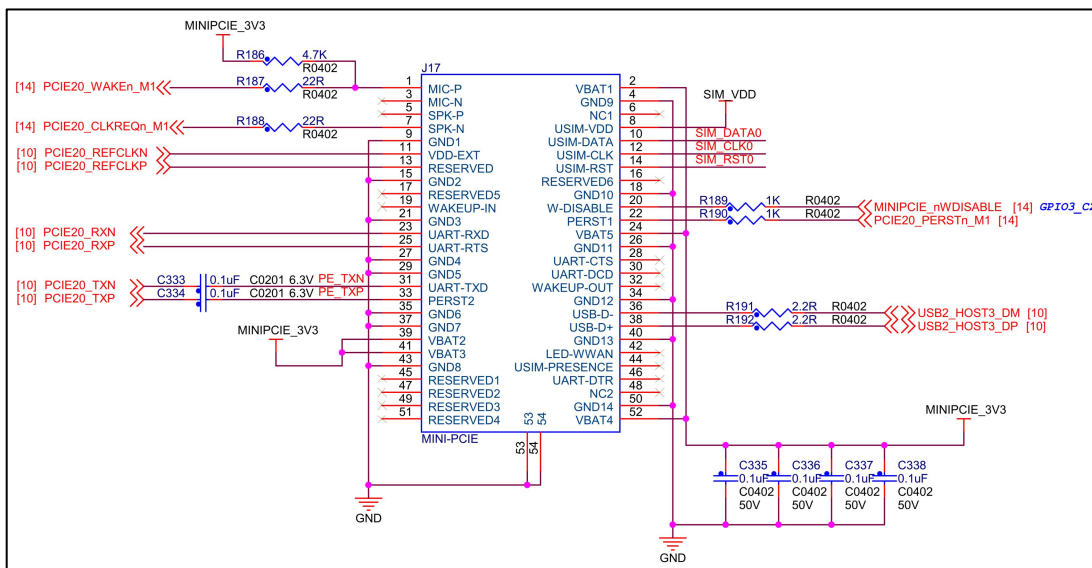 MINIPCIE_3V3
R186 4.7K
R0402
[14] PCIE20_WAKEn_M1 R187 22R
R0402
[14] PCIE20_CLKREQn_M1 R188 22R
R0402
[10] PCIE20_REFCLKN
[10] PCIE20_REFCLKP
[10] PCIE20_RXN
[10] PCIE20_RXP
[10] PCIE20_TXN C333 0.1uF C0201 6.3V PE_TXN
[10] PCIE20_TXP C334 0.1uF C0201 6.3V PE_TXP
MINIPCIE_3V3
GND
J17
1 MIC-P VBAT1 2
3 MIC-N GND9 4
5 SPK-P NC1 6
7 SPK-N USIM-VDD 8
9 GND1 USIM-DATA 10
11 VDD-EXT USIM-CLK 12
13 RESERVED USIM-RST 14
15 GND2 RESERVED6 16
17 RESERVED5 GND10 18
19 WAKEUP-IN W-DISABLE 20
21 GND3 PERST1 22
23 UART-RXD VBAT5 24
25 UART-RTS GND11 26
27 GND4 UART-CTS 28
29 GND5 UART-DCD 30
31 UART-TXD WAKEUP-OUT 32
33 PERST2 GND12 34
35 GND6 USB-D- 36
37 GND7 USB-D+ 38
39 VBAT2 GND13 40
41 VBAT3 LED-WWAN 42
43 GND8 USIM-PRESENCE 44
45 RESERVED1 UART-DTR 46
47 RESERVED2 NC2 48
49 RESERVED3 GND14 50
51 RESERVED4 VBAT4 52
53 54
MINI-PCIE
53 54
SIM_VDD
SIM_DATA0
SIM_CLK0
SIM_RST0
R189 1K R0402 MINIPCIE_nWDISABLE [14] GPIO3_C2
R190 1K R0402 PCIE20_PERSTn_M1 [14]
R191 2.2R R0402 USB2_HOST3_DM [10]
R192 2.2R R0402 USB2_HOST3_DP [10]
MINIPCIE_3V3
C335 C336 C337 C338
0.1uF 0.1uF 0.1uF 0.1uF
C0402 C0402 C0402 C0402
50V 50V 50V 50V
GND